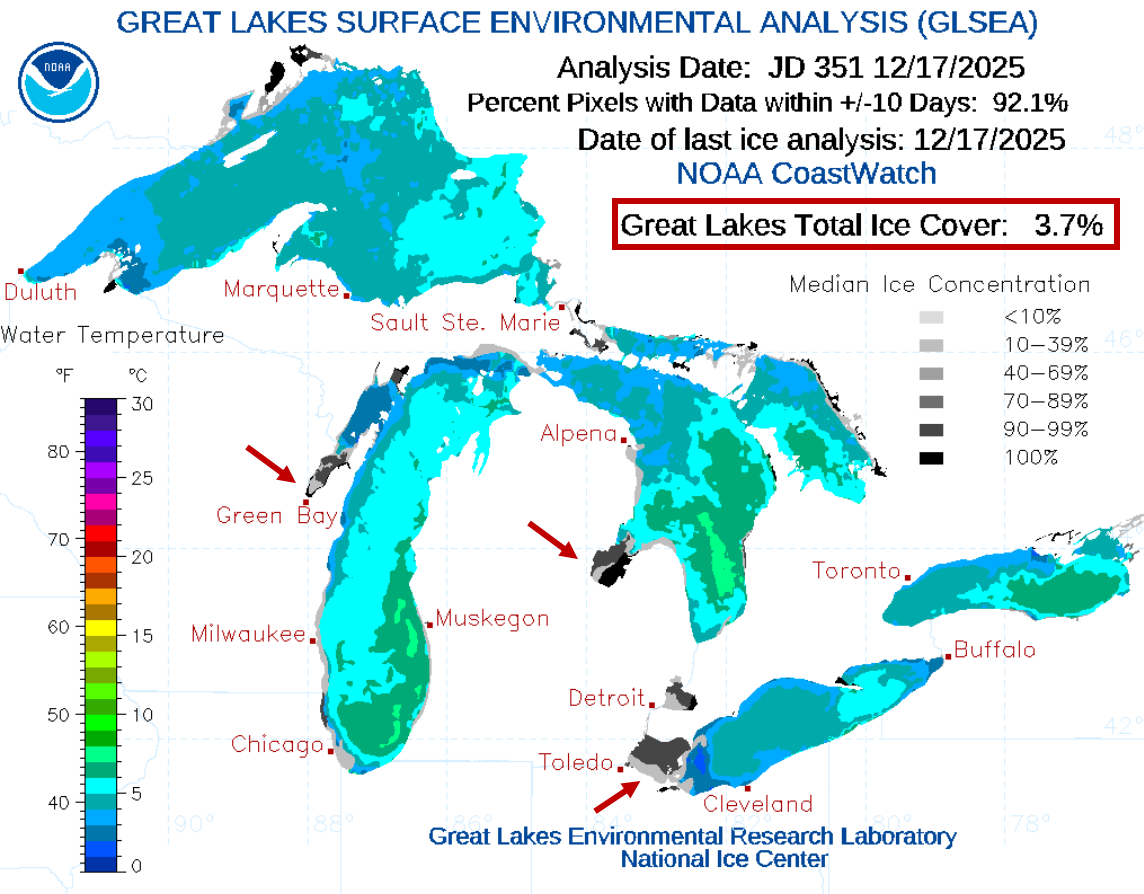 GREAT LAKES SURFACE ENVIRONMENTAL ANALYSIS (GLSEA)
NOAA
Analysis Date: JD 351 12/17/2025
Percent Pixels with Data within +/-10 Days: 92.1%
Date of last ice analysis: 12/17/2025
48°
NOAA CoastWatch
Great Lakes Total Ice Cover: 3.7%
Duluth
Marquette
Sault Ste. Marie
Median Ice Concentration
<10%
10–39%
40–69%
70–89%
90–99%
100%
46°
Water Temperature
°F °C
30
80
25
70
20
60
15
50
10
40
5
0
Alpena
Green Bay
Toronto
Milwaukee
Muskegon
Buffalo
Detroit
Chicago
Toledo
Cleveland
42°
90°
88°
86°
82°
80°
78°
Great Lakes Environmental Research Laboratory
National Ice Center